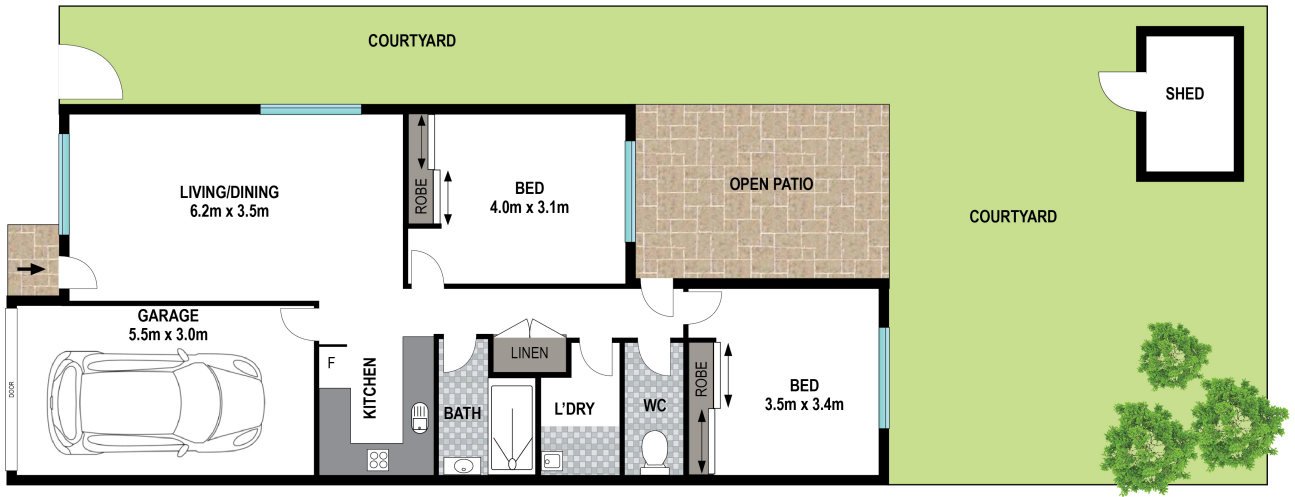 COURTYARD
SHED
LIVING/DINING
6.2m x 3.5m
ROBE
BED
4.0m x 3.1m
OPEN PATIO
COURTYARD
GARAGE
5.5m x 3.0m
DOOR
F
KITCHEN
LINEN
BATH
L'DRY
WC
ROBE
BED
3.5m x 3.4m